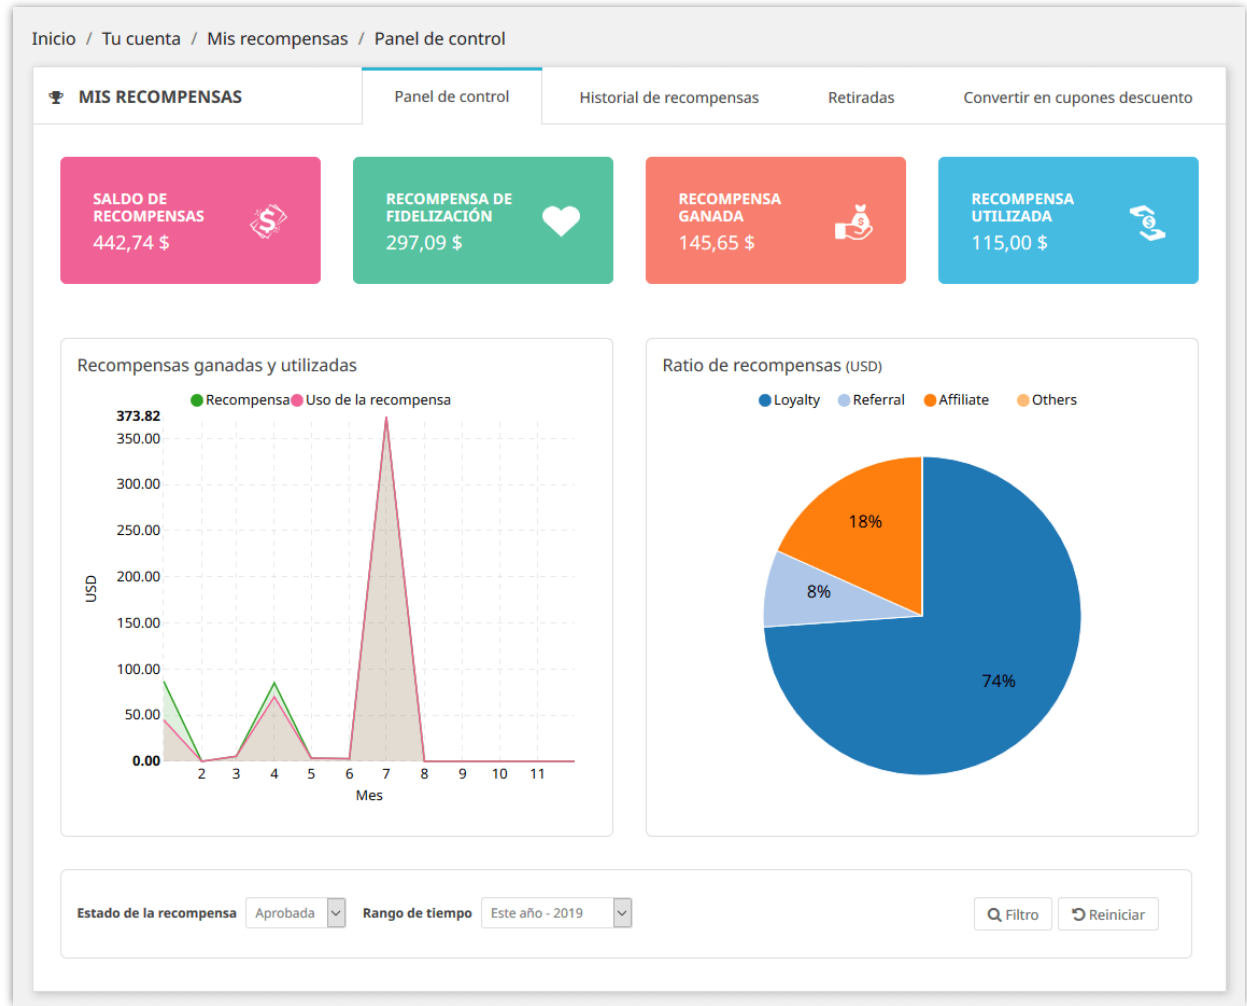 Inicio / Tu cuenta / Mis recompensas / Panel de control
MIS RECOMPENSAS
Panel de control
Historial de recompensas
Retiradas
Convertir en cupones descuento
SALDO DE
RECOMPENSAS
442,74 $
RECOMPENSA DE
FIDELIZACIÓN
297,09 $
RECOMPENSA
GANADA
145,65 $
RECOMPENSA
UTILIZADA
115,00 $
Recompensas ganadas y utilizadas
Recompensa Uso de la recompensa
373.82
350.00
300.00
250.00
200.00
150.00
100.00
50.00
0.00
USD
2 3 4 5 6 7 8 9 10 11
Mes
Ratio de recompensas (USD)
Loyalty Referral Affiliate Others
18%
8%
74%
Estado de la recompensa Aprobada Rango de tiempo Este año - 2019 Filtro Reiniciar